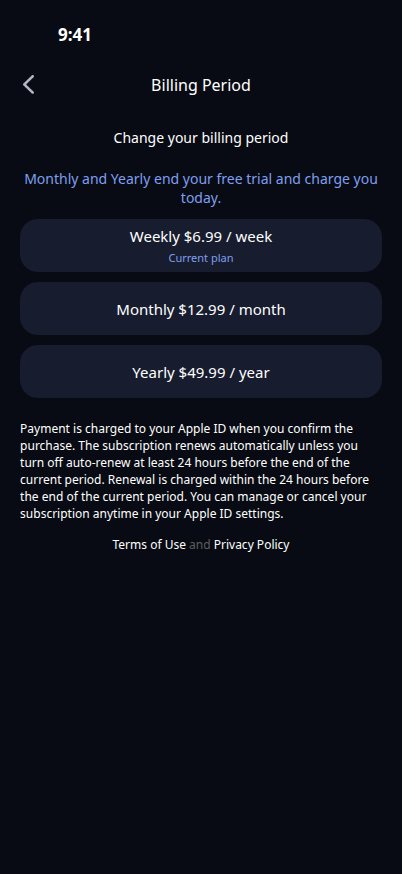 9:41
Billing Period
Change your billing period
Monthly and Yearly end your free trial and charge you
today.
Weekly $6.99 / week
Current plan
Monthly $12.99 / month
Yearly $49.99 / year
Payment is charged to your Apple ID when you confirm the
purchase. The subscription renews automatically unless you
turn off auto-renew at least 24 hours before the end of the
current period. Renewal is charged within the 24 hours before
the end of the current period. You can manage or cancel your
subscription anytime in your Apple ID settings.
Terms of Use and Privacy Policy